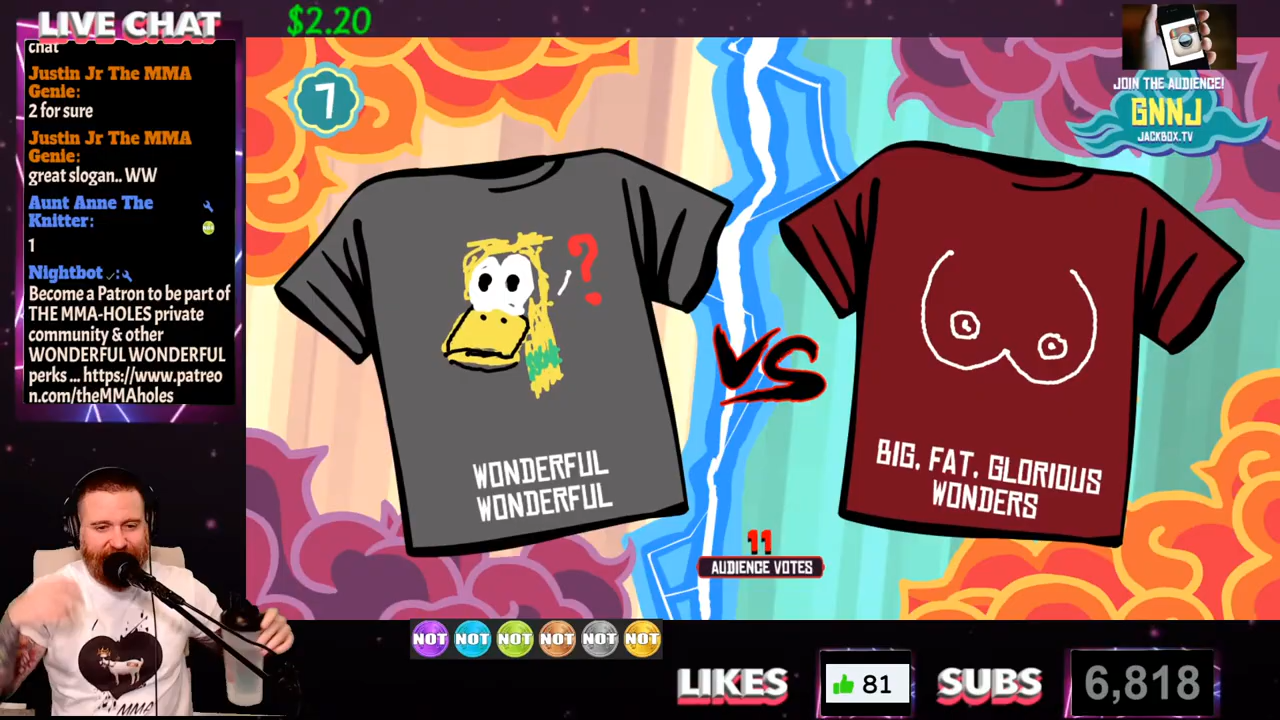 LIVE CHAT
$2.20
chat
Justin Jr The MMA
Genie:
2 for sure
Justin Jr The MMA
Genie:
great slogan.. WW
Aunt Anne The
Knitter:
1
Nightbot
Become a Patron to be part of
THE MMA-HOLES private
community & other
WONDERFUL WONDERFUL
perks ... https://www.patreo
n.com/theMMAholes
7
JOIN THE AUDIENCE!
GNNJ
JACKBOX.TV
?
WONDERFUL
WONDERFUL
VS
BIG, FAT, GLORIOUS
WONDERS
11
AUDIENCE VOTES
MMA
NOT NOT NOT NOT NOT NOT
LIKES
81
SUBS
6,818